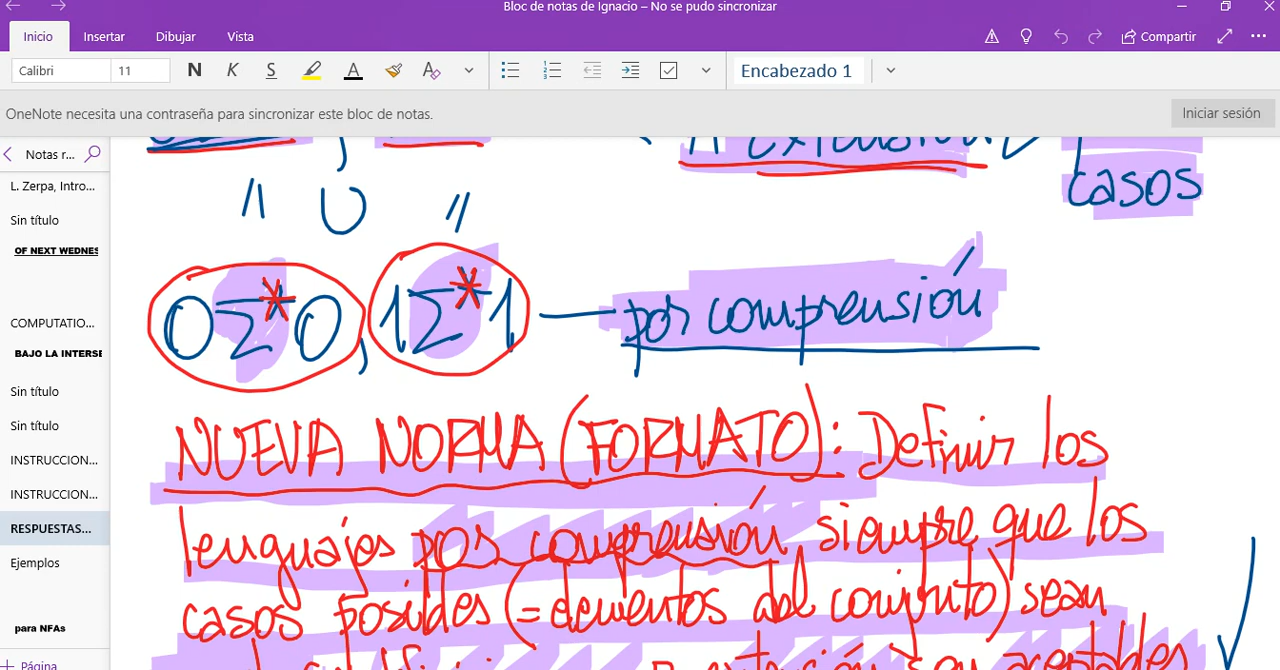 Bloc de notas de Ignacio – No se pudo sincronizar
Inicio Insertar Dibujar Vista Compartir
Calibri 11 N K S A A Encabezado 1
OneNote necesita una contraseña para sincronizar este bloc de notas. Iniciar sesión
Notas r...
L. Zerpa, Intro...
Sin título
OF NEXT WEDNES
COMPUTATIO...
BAJO LA INTERSE
Sin título
Sin título
INSTRUCCION...
INSTRUCCION...
RESPUESTAS...
Ejemplos
para NFAs
+ Página
casos
" U "
0Σ*0, 1Σ*1 — por comprensión
NUEVA NORMA (FORMATO): Definir los
lenguajes por comprensión siempre que los
casos posibles (= elementos del conjunto) sean